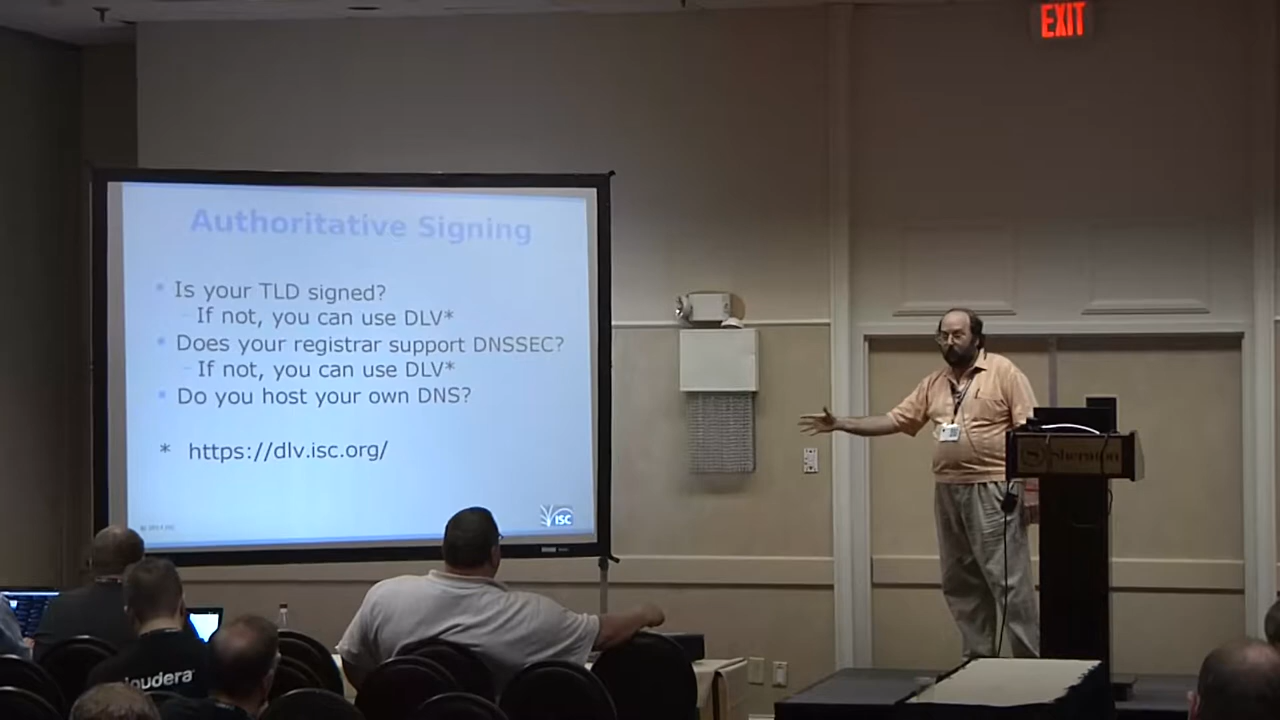 EXIT
Authoritative Signing
Is your TLD signed?
- If not, you can use DLV*
Does your registrar support DNSSEC?
- If not, you can use DLV*
Do you host your own DNS?
* https://dlv.isc.org/
ISC
Sheraton
cloudera